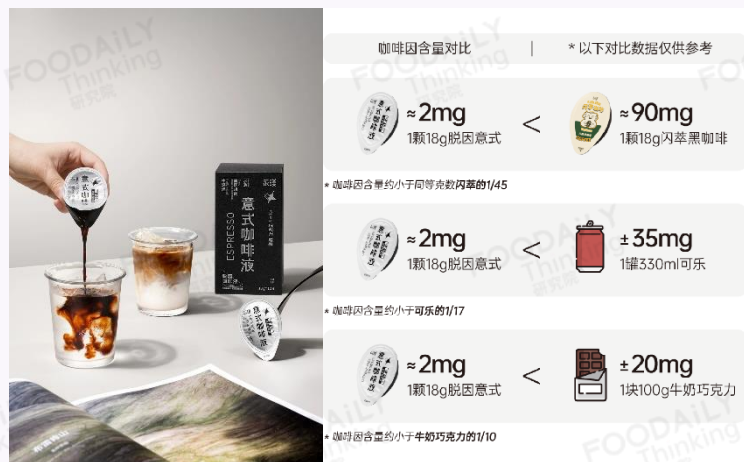 FOODAILY
Thinking
研究院
意式咖啡液
ESPRESSO
意式咖啡液
咖啡因含量对比 | *以下对比数据仅供参考
≈2mg < ≈90mg
1颗18g脱因意式 1颗18g闪萃黑咖啡
* 咖啡因含量约小于同等克数闪萃的1/45
≈2mg < ±35mg
1颗18g脱因意式 1罐330ml可乐
* 咖啡因含量约小于可乐的1/17
≈2mg < ±20mg
1颗18g脱因意式 1块100g牛奶巧克力
* 咖啡因含量约小于牛奶巧克力的1/10
FOODAILY
Thinking